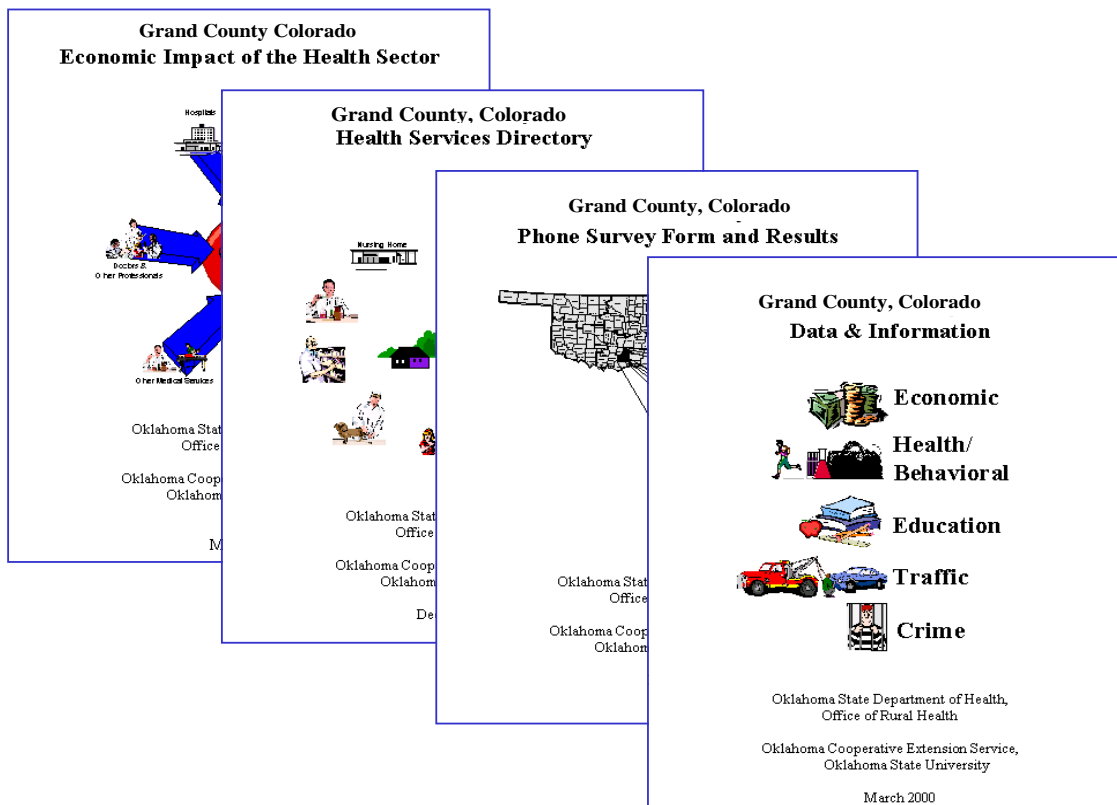 Grand County Colorado
Economic Impact of the Health Sector
Hospitals
Doctors &
Other Professionals
Other Medical Services
Oklahoma Stat
Office
Oklahoma Coop
Oklahom
M
Grand County, Colorado
Health Services Directory
Nursing Home
Oklahoma Stat
Office
Oklahoma Coop
Oklahom
De
Grand County, Colorado
Phone Survey Form and Results
Oklahoma Stat
Office
Oklahoma Coop
Oklahom
Grand County, Colorado
Data & Information
Economic
Health/
Behavioral
Education
Traffic
Crime
Oklahoma State Department of Health,
Office of Rural Health
Oklahoma Cooperative Extension Service,
Oklahoma State University
March 2000